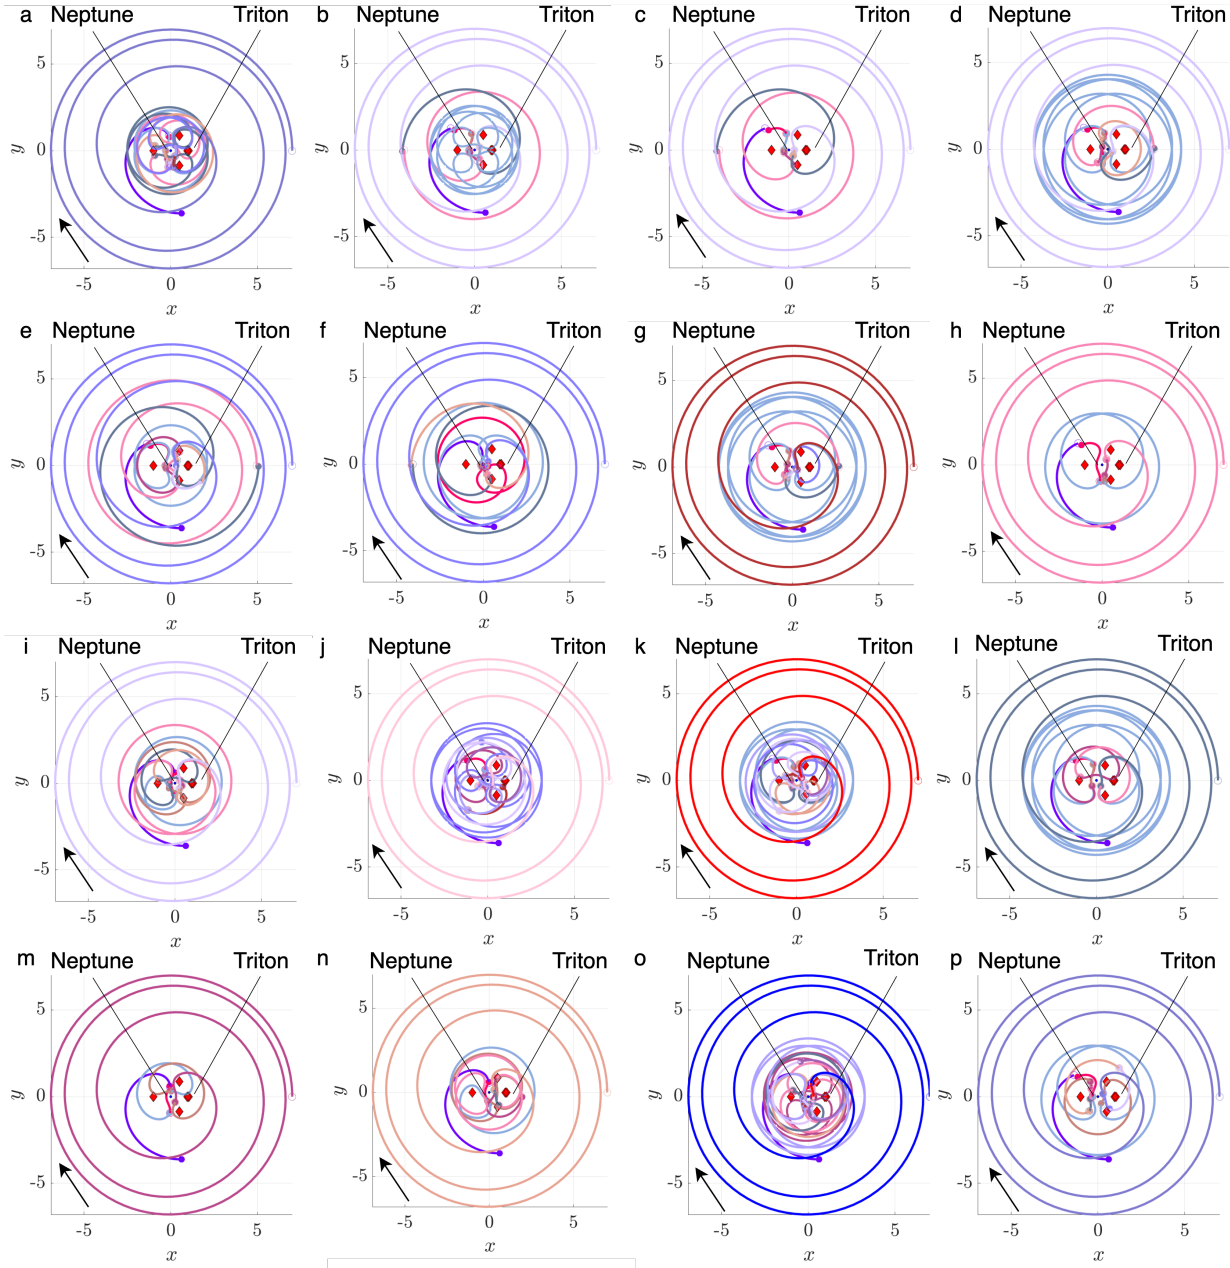 a Neptune Triton b Neptune Triton c Neptune Triton d Neptune Triton
5 5 5 5
y 0 y 0 y 0 y 0
-5 -5 -5 -5
-5 0 5 -5 0 5 -5 0 5 -5 0 5
x x x x
e Neptune Triton f Neptune Triton g Neptune Triton h Neptune Triton
5 5 5 5
y 0 y 0 y 0 y 0
-5 -5 -5 -5
-5 0 5 -5 0 5 -5 0 5 -5 0 5
x x x x
i Neptune Triton j Neptune Triton k Neptune Triton l Neptune Triton
5 5 5 5
y 0 y 0 y 0 y 0
-5 -5 -5 -5
-5 0 5 -5 0 5 -5 0 5 -5 0 5
x x x x
m Neptune Triton n Neptune Triton o Neptune Triton p Neptune Triton
5 5 5 5
y 0 y 0 y 0 y 0
-5 -5 -5 -5
-5 0 5 -5 0 5 -5 0 5 -5 0 5
x x x x